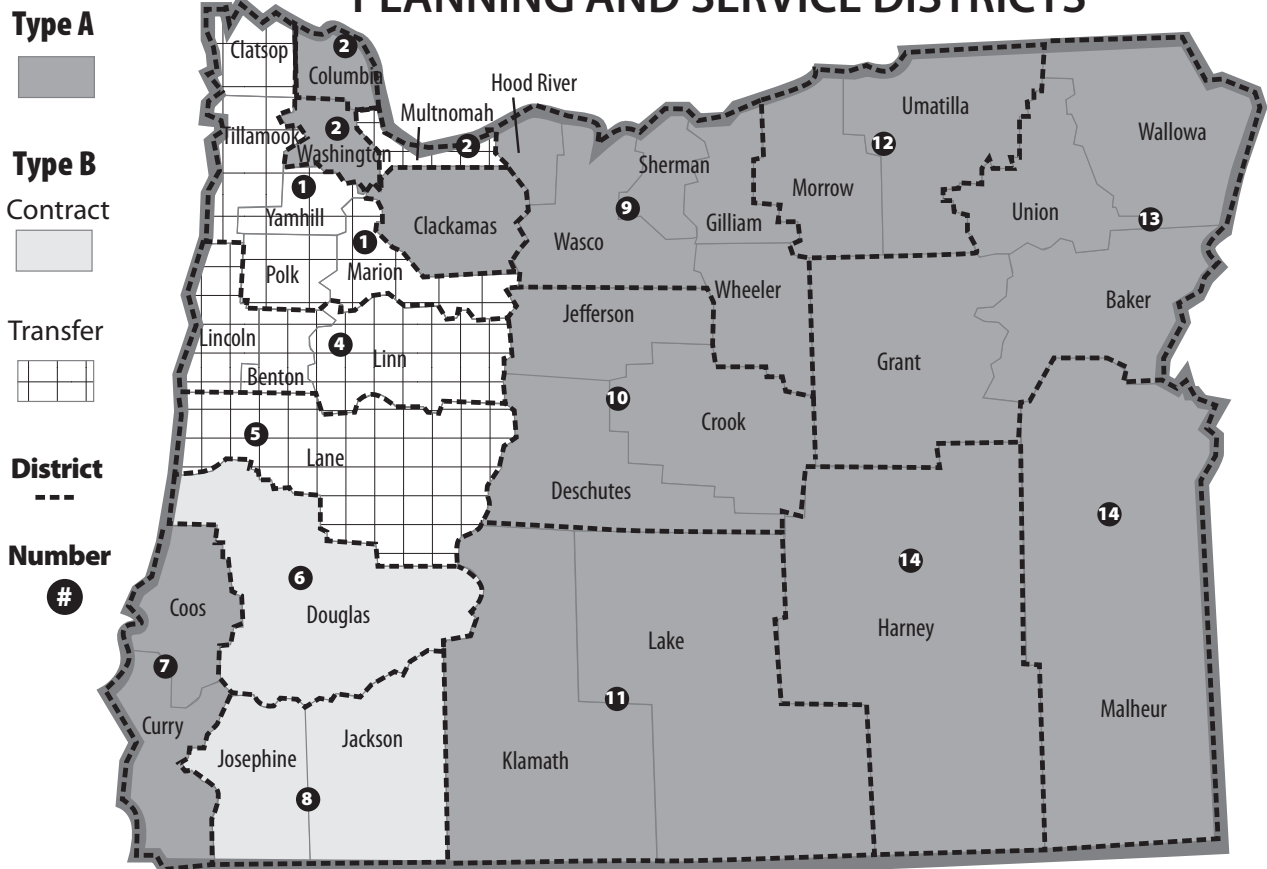 PLANNING AND SERVICE DISTRICTS
Type A
Type B
Contract
Transfer
District
Number
#
Clatsop
2
Columbia
Hood River
Multnomah
2
Tillamook
2
Washington
1
Yamhill
1
Marion
Polk
Clackamas
Sherman
9
Gilliam
Wasco
Wheeler
Umatilla
12
Morrow
Wallowa
Union
13
Baker
Grant
Jefferson
Lincoln
4
Linn
Benton
10
Crook
Deschutes
5
Lane
6
Douglas
Coos
7
Curry
Josephine
Jackson
8
Lake
11
Klamath
14
Harney
14
Malheur